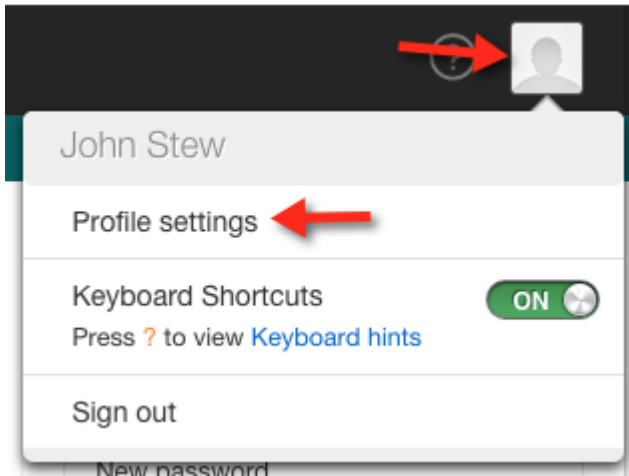 ?
John Stew
Profile settings
Keyboard Shortcuts
ON
Press ? to view Keyboard hints
Sign out
New password